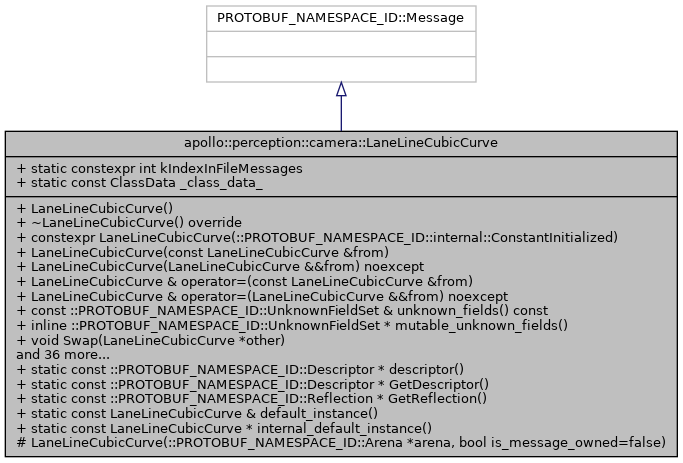 PROTOBUF_NAMESPACE_ID::Message
apollo::perception::camera::LaneLineCubicCurve
+ static constexpr int kIndexInFileMessages
+ static const ClassData _class_data_
+ LaneLineCubicCurve()
+ ~LaneLineCubicCurve() override
+ constexpr LaneLineCubicCurve(::PROTOBUF_NAMESPACE_ID::internal::ConstantInitialized)
+ LaneLineCubicCurve(const LaneLineCubicCurve &from)
+ LaneLineCubicCurve(LaneLineCubicCurve &&from) noexcept
+ LaneLineCubicCurve & operator=(const LaneLineCubicCurve &from)
+ LaneLineCubicCurve & operator=(LaneLineCubicCurve &&from) noexcept
+ const ::PROTOBUF_NAMESPACE_ID::UnknownFieldSet & unknown_fields() const
+ inline ::PROTOBUF_NAMESPACE_ID::UnknownFieldSet * mutable_unknown_fields()
+ void Swap(LaneLineCubicCurve *other)
and 36 more...
+ static const ::PROTOBUF_NAMESPACE_ID::Descriptor * descriptor()
+ static const ::PROTOBUF_NAMESPACE_ID::Descriptor * GetDescriptor()
+ static const ::PROTOBUF_NAMESPACE_ID::Reflection * GetReflection()
+ static const LaneLineCubicCurve & default_instance()
+ static const LaneLineCubicCurve * internal_default_instance()
# LaneLineCubicCurve(::PROTOBUF_NAMESPACE_ID::Arena *arena, bool is_message_owned=false)